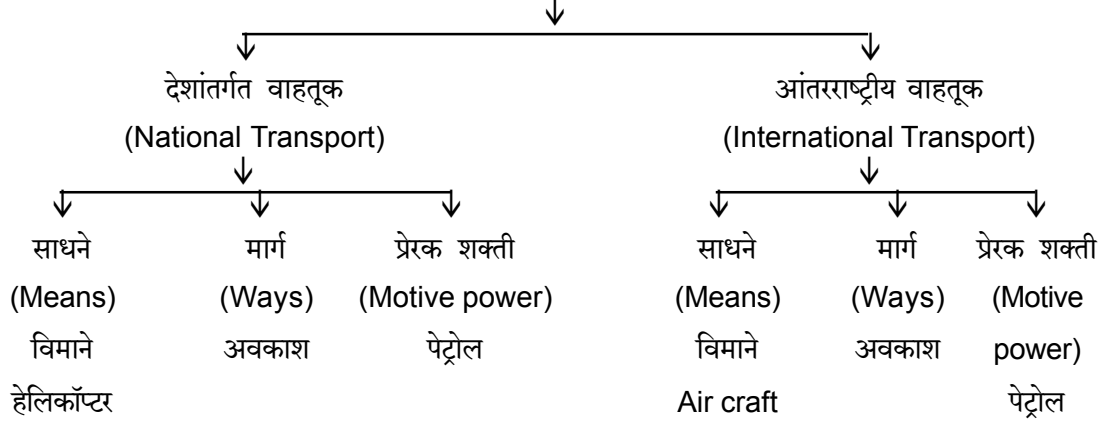 देशांतर्गत वाहतूक
(National Transport)
आंतरराष्ट्रीय वाहतूक
(International Transport)
साधने
(Means)
विमाने
हेलिकॉप्टर
मार्ग
(Ways)
अवकाश
प्रेरक शक्ती
(Motive power)
पेट्रोल
साधने
(Means)
विमाने
Air craft
मार्ग
(Ways)
अवकाश
प्रेरक शक्ती
(Motive
power)
पेट्रोल